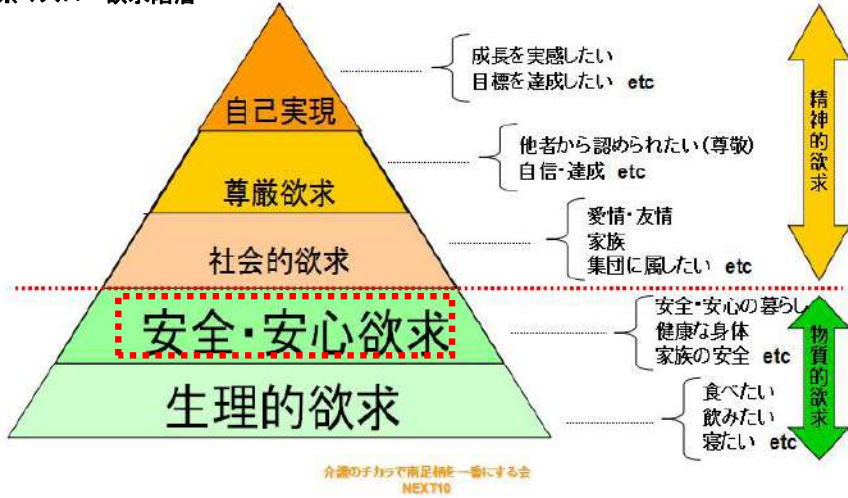 自己実現
成長を実感したい
目標を達成したい etc
尊厳欲求
他者から認められたい(尊敬)
自信・達成 etc
社会的欲求
愛情・友情
家族
集団に属したい etc
精神的欲求
安全・安心欲求
安全・安心の暮らし
健康な身体
家族の安全 etc
生理的欲求
食べたい
飲みたい
寝たい etc
物質的欲求
介護のチカラで南足柄を一番にする会
NEXT10